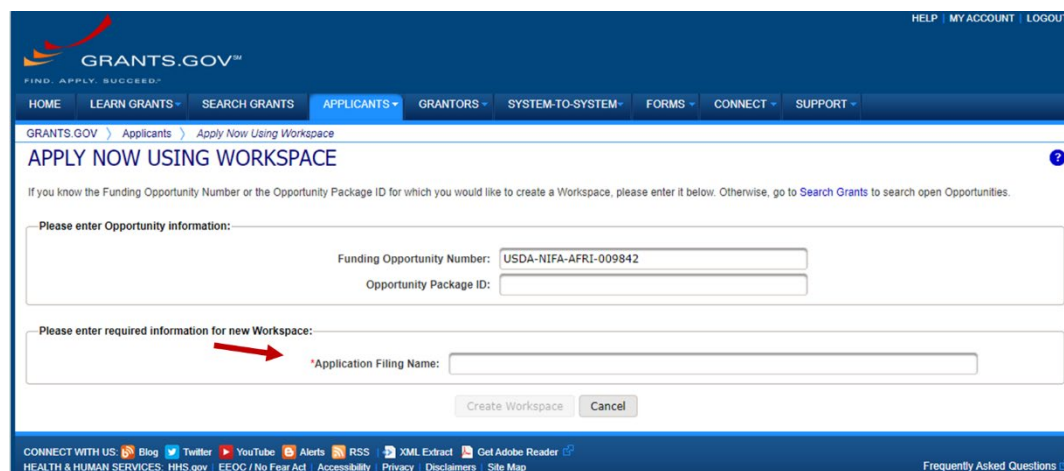 HELP | MY ACCOUNT | LOGOUT
GRANTS.GOV℠
FIND. APPLY. SUCCEED.℠
HOME LEARN GRANTS SEARCH GRANTS APPLICANTS GRANTORS SYSTEM-TO-SYSTEM FORMS CONNECT SUPPORT
GRANTS.GOV 〉 Applicants 〉 Apply Now Using Workspace
APPLY NOW USING WORKSPACE ?
If you know the Funding Opportunity Number or the Opportunity Package ID for which you would like to create a Workspace, please enter it below. Otherwise, go to Search Grants to search open Opportunities.
Please enter Opportunity information:
Funding Opportunity Number: USDA-NIFA-AFRI-009842
Opportunity Package ID:
Please enter required information for new Workspace:
*Application Filing Name:
Create Workspace Cancel
CONNECT WITH US: Blog Twitter YouTube Alerts RSS | XML Extract Get Adobe Reader
HEALTH & HUMAN SERVICES: HHS.gov | EEOC / No Fear Act | Accessibility | Privacy | Disclaimers | Site Map Frequently Asked Questions